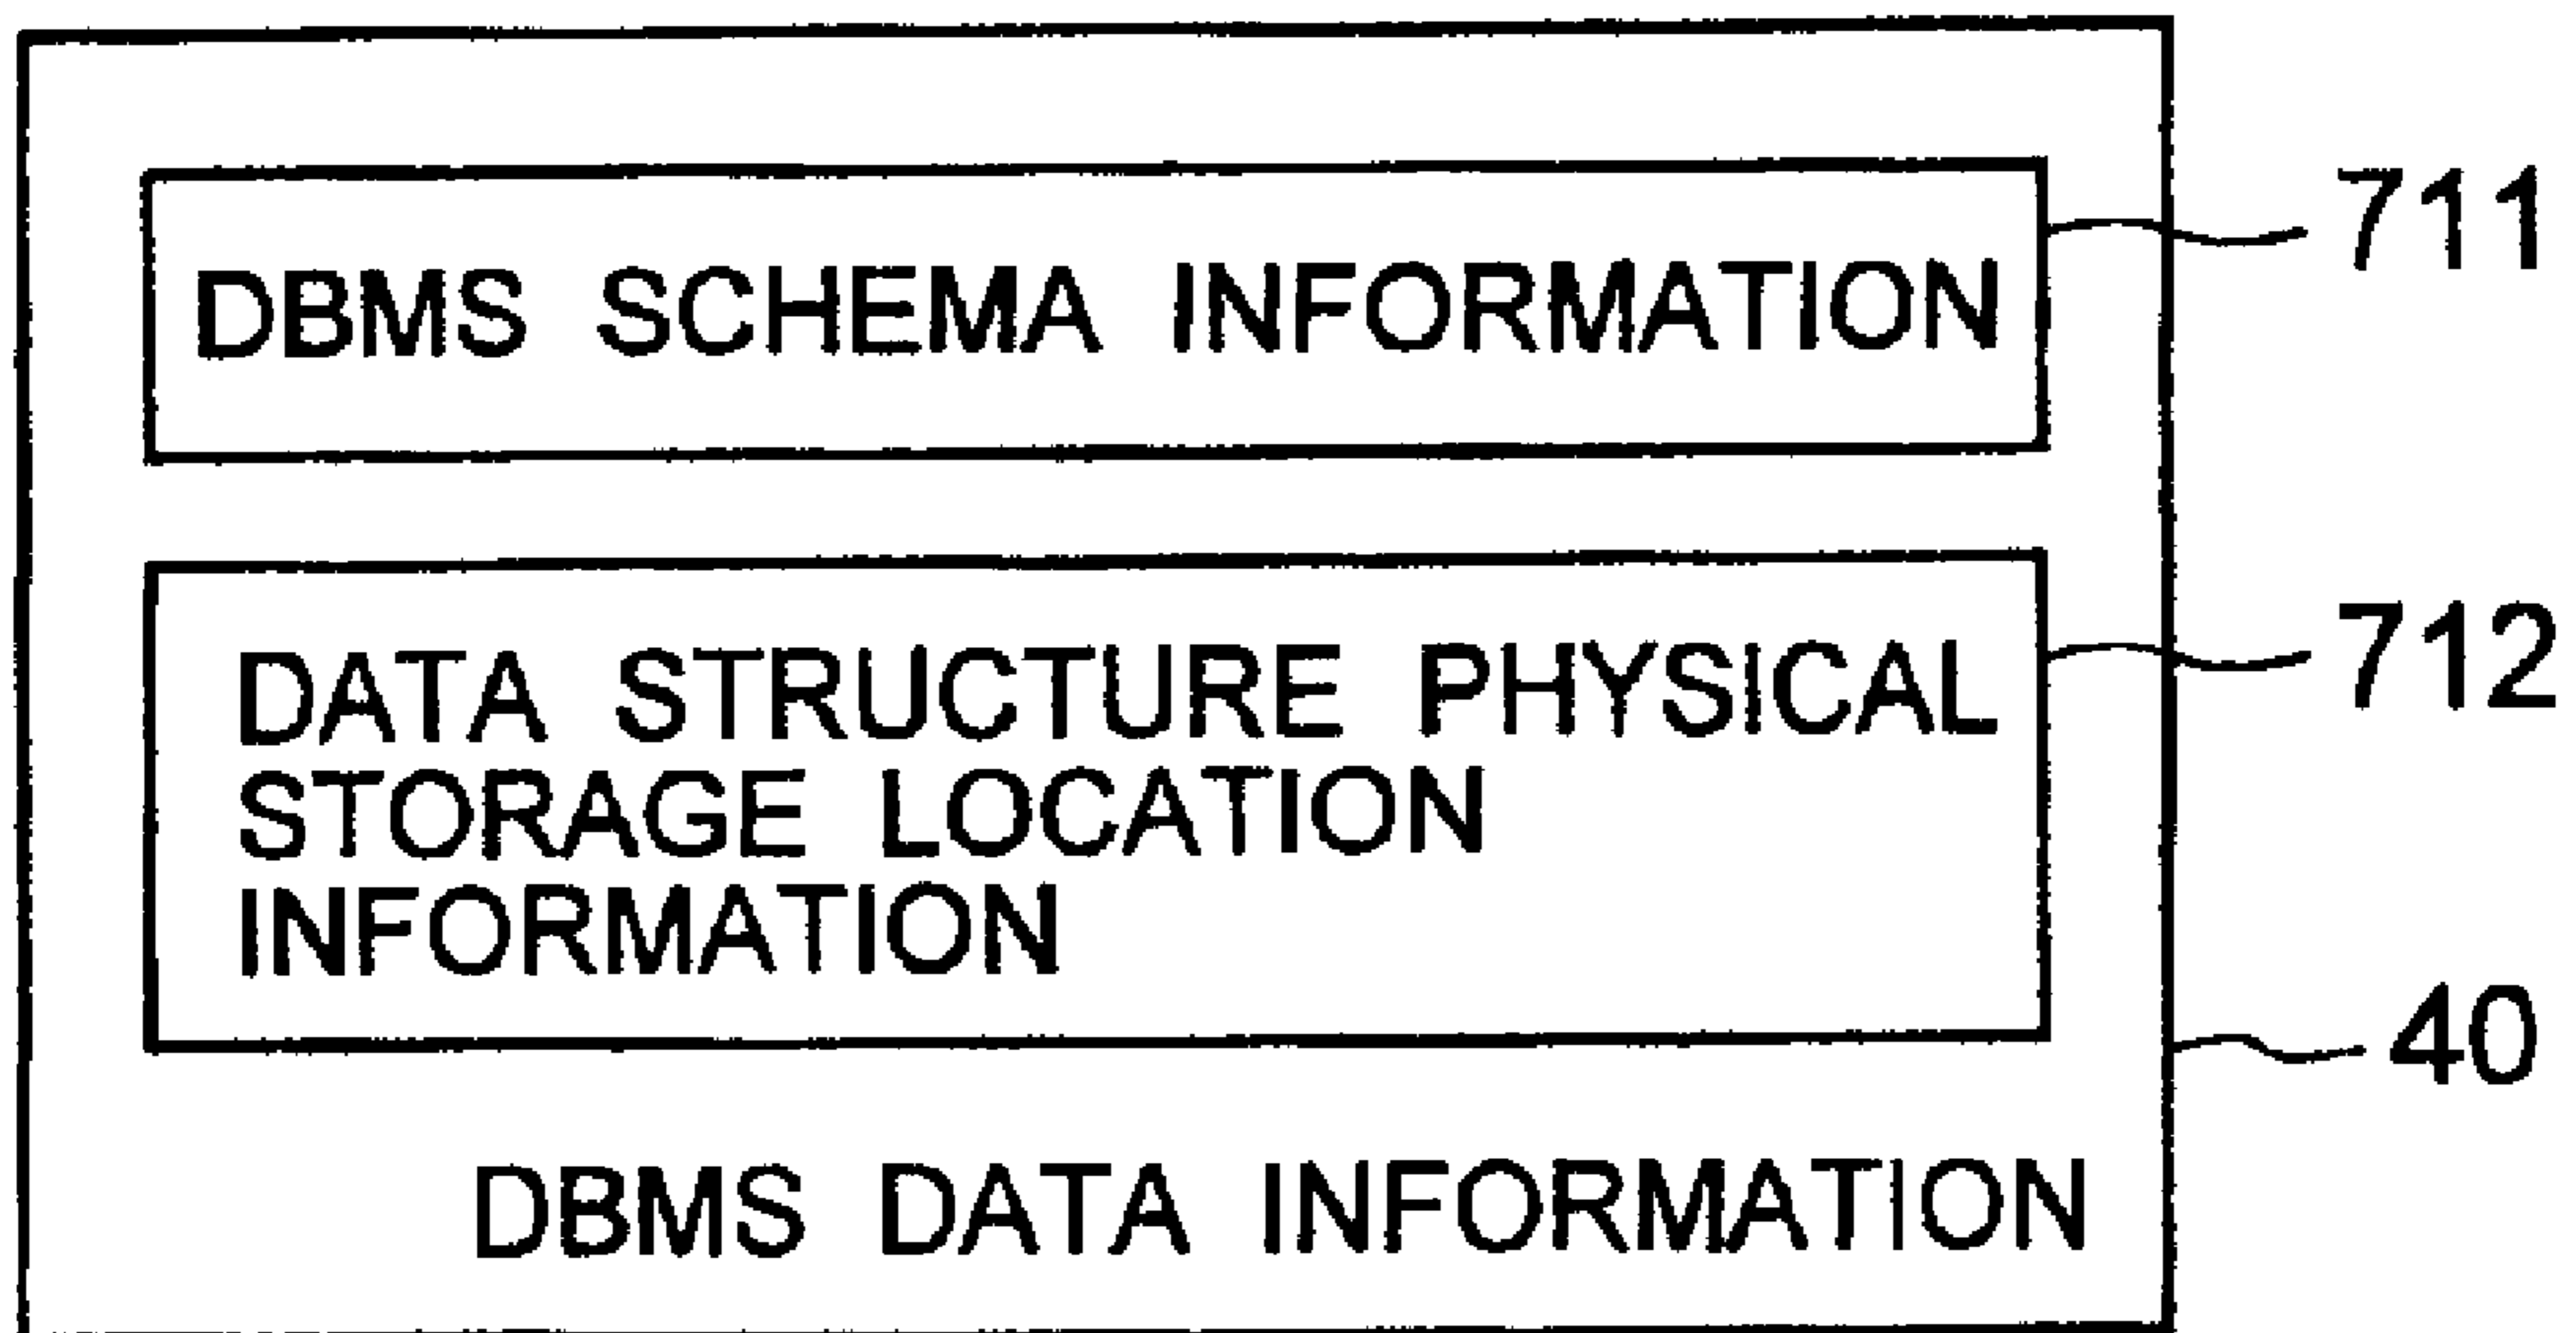 DBMS SCHEMA INFORMATION
711
DATA STRUCTURE PHYSICAL
STORAGE LOCATION
INFORMATION
712
40
DBMS DATA INFORMATION